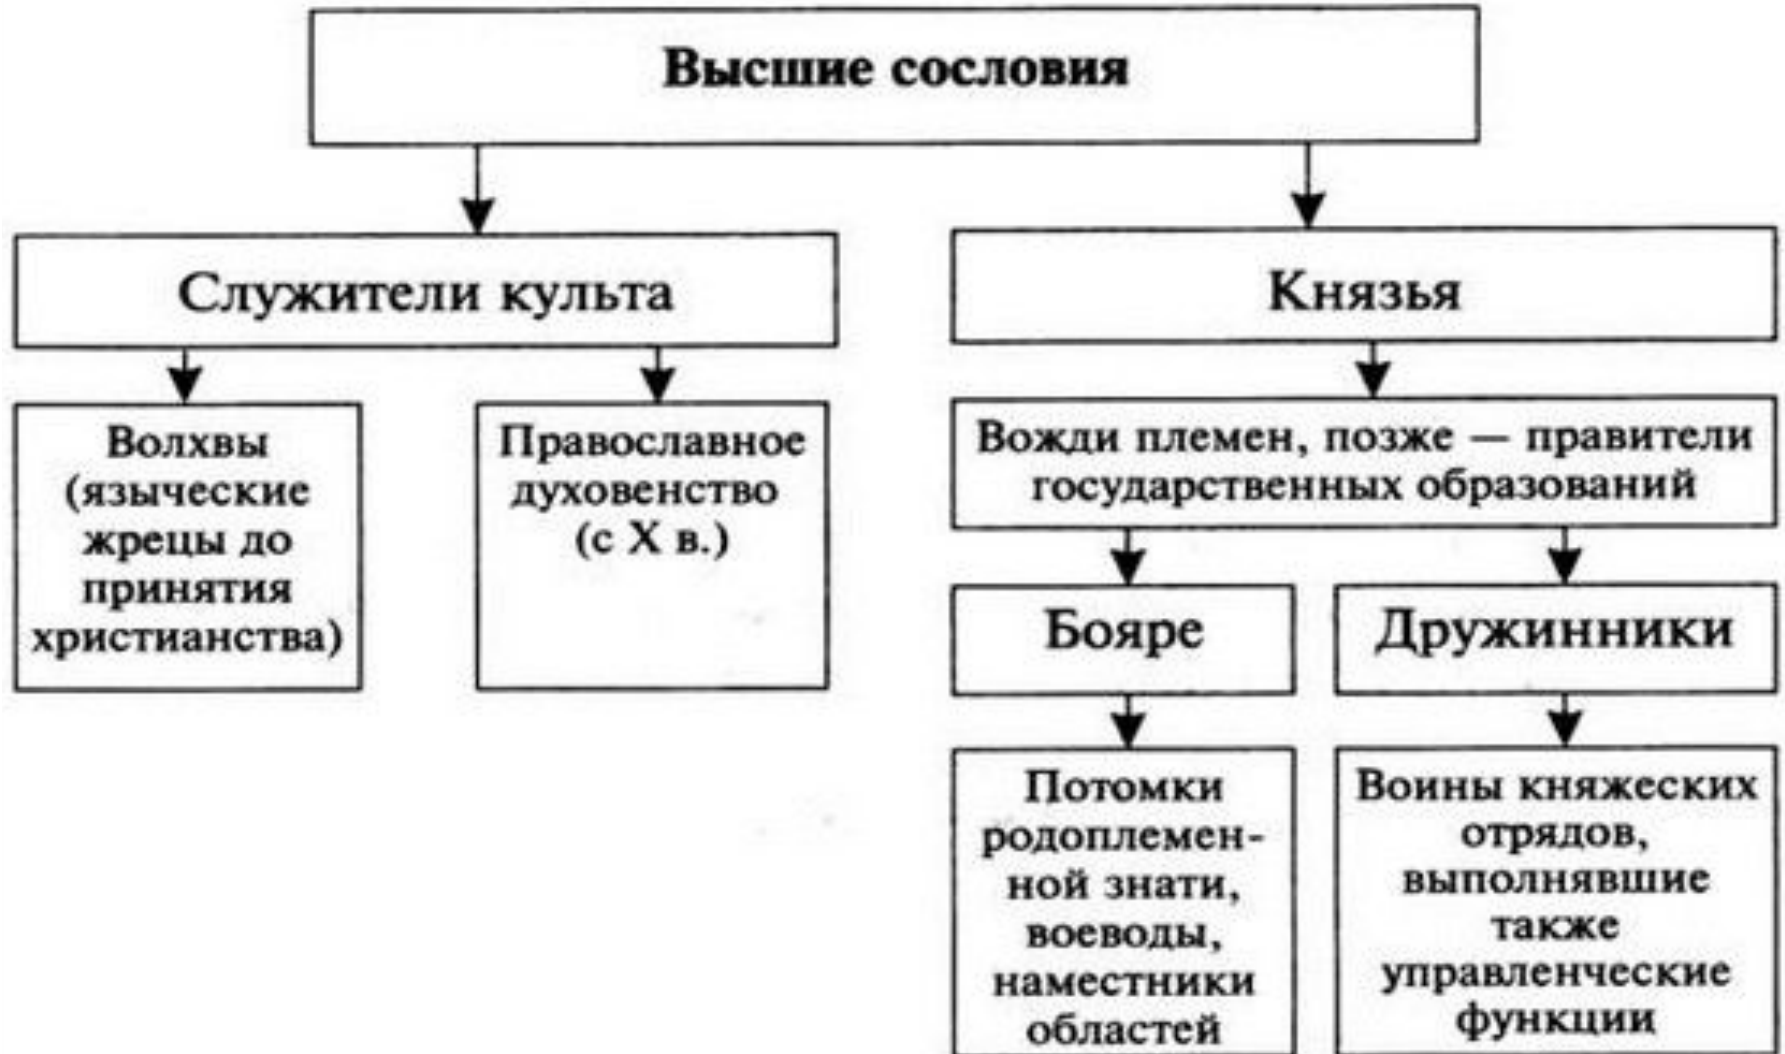 Высшие сословия
Служители культа
Волхвы
(языческие
жрецы до
принятия
христианства)
Православное
духовенство
(с X в.)
Князья
Вожди племен, позже — правители
государственных образований
Бояре
Потомки
родоплемен-
ной знати,
воеводы,
наместники
областей
Дружинники
Воины княжеских
отрядов,
выполнявшие
также
управленческие
функции